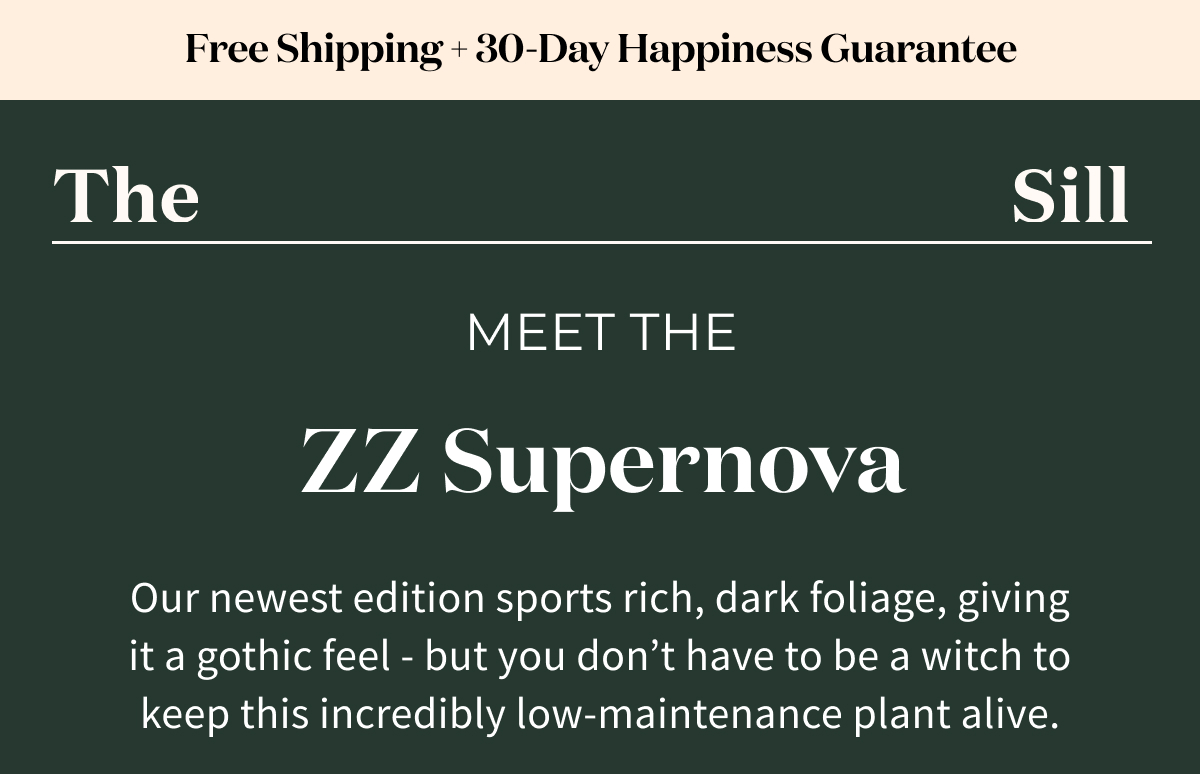 Free Shipping + 30-Day Happiness Guarantee
The Sill
MEET THE
ZZ Supernova
Our newest edition sports rich, dark foliage, giving
it a gothic feel - but you don’t have to be a witch to
keep this incredibly low-maintenance plant alive.